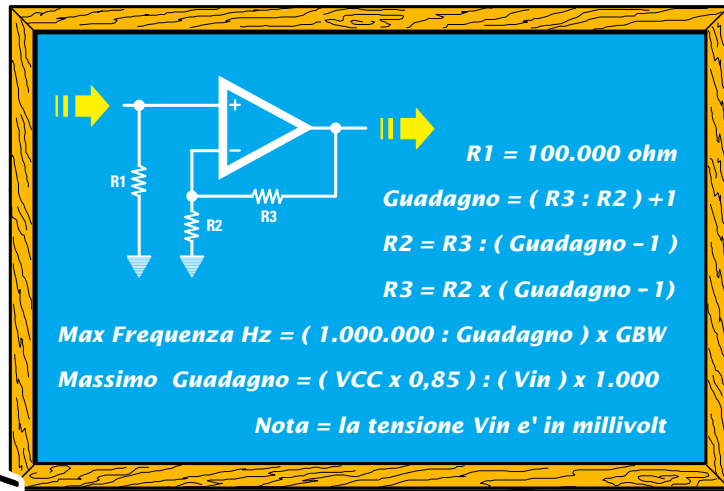 +
−
R1
R2
R3
R1 = 100.000 ohm
Guadagno = ( R3 : R2 ) +1
R2 = R3 : ( Guadagno – 1 )
R3 = R2 x ( Guadagno – 1)
Max Frequenza Hz = ( 1.000.000 : Guadagno ) x GBW
Massimo Guadagno = ( VCC x 0,85 ) : ( Vin ) x 1.000
Nota = la tensione Vin e' in millivolt